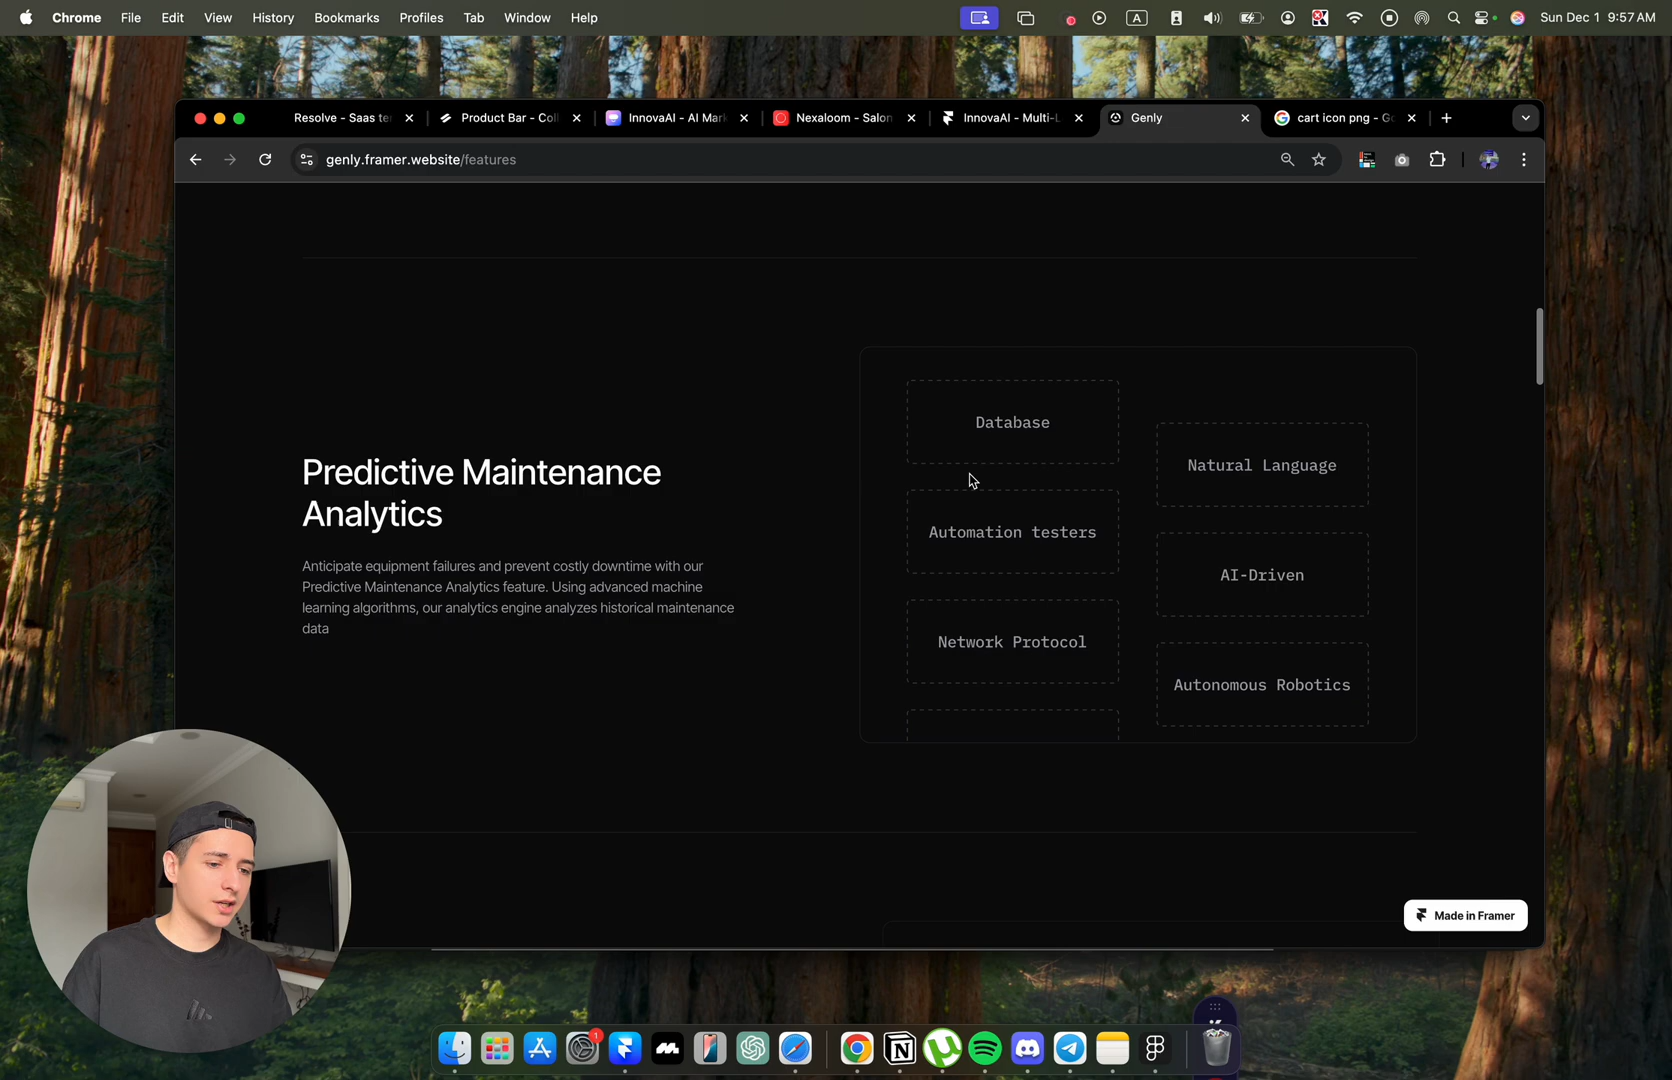 Chrome File Edit View History Bookmarks Profiles Tab Window Help
A
Sun Dec 1 9:57 AM
Resolve - Saas te
Product Bar - Coll
InnovaAI - AI Mar
Nexaloom - Salon
InnovaAI - Multi-L
Genly
cart icon png - Go
genly.framer.website/features
Predictive Maintenance
Analytics
Anticipate equipment failures and prevent costly downtime with our
Predictive Maintenance Analytics feature. Using advanced machine
learning algorithms, our analytics engine analyzes historical maintenance
data
Database
Natural Language
Automation testers
AI-Driven
Network Protocol
Autonomous Robotics
Made in Framer
1